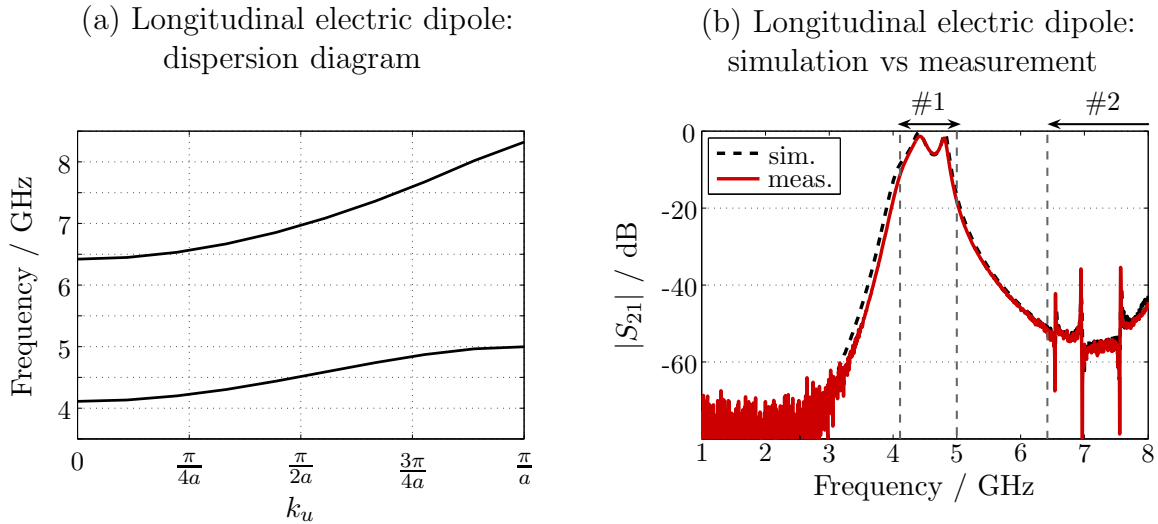 (a) Longitudinal electric dipole:
dispersion diagram
Frequency / GHz
8
7
6
5
4
0
π/4a
π/2a
3π/4a
π/a
k_u
(b) Longitudinal electric dipole:
simulation vs measurement
#1
#2
sim.
meas.
|S_21| / dB
0
-20
-40
-60
1 2 3 4 5 6 7 8
Frequency / GHz